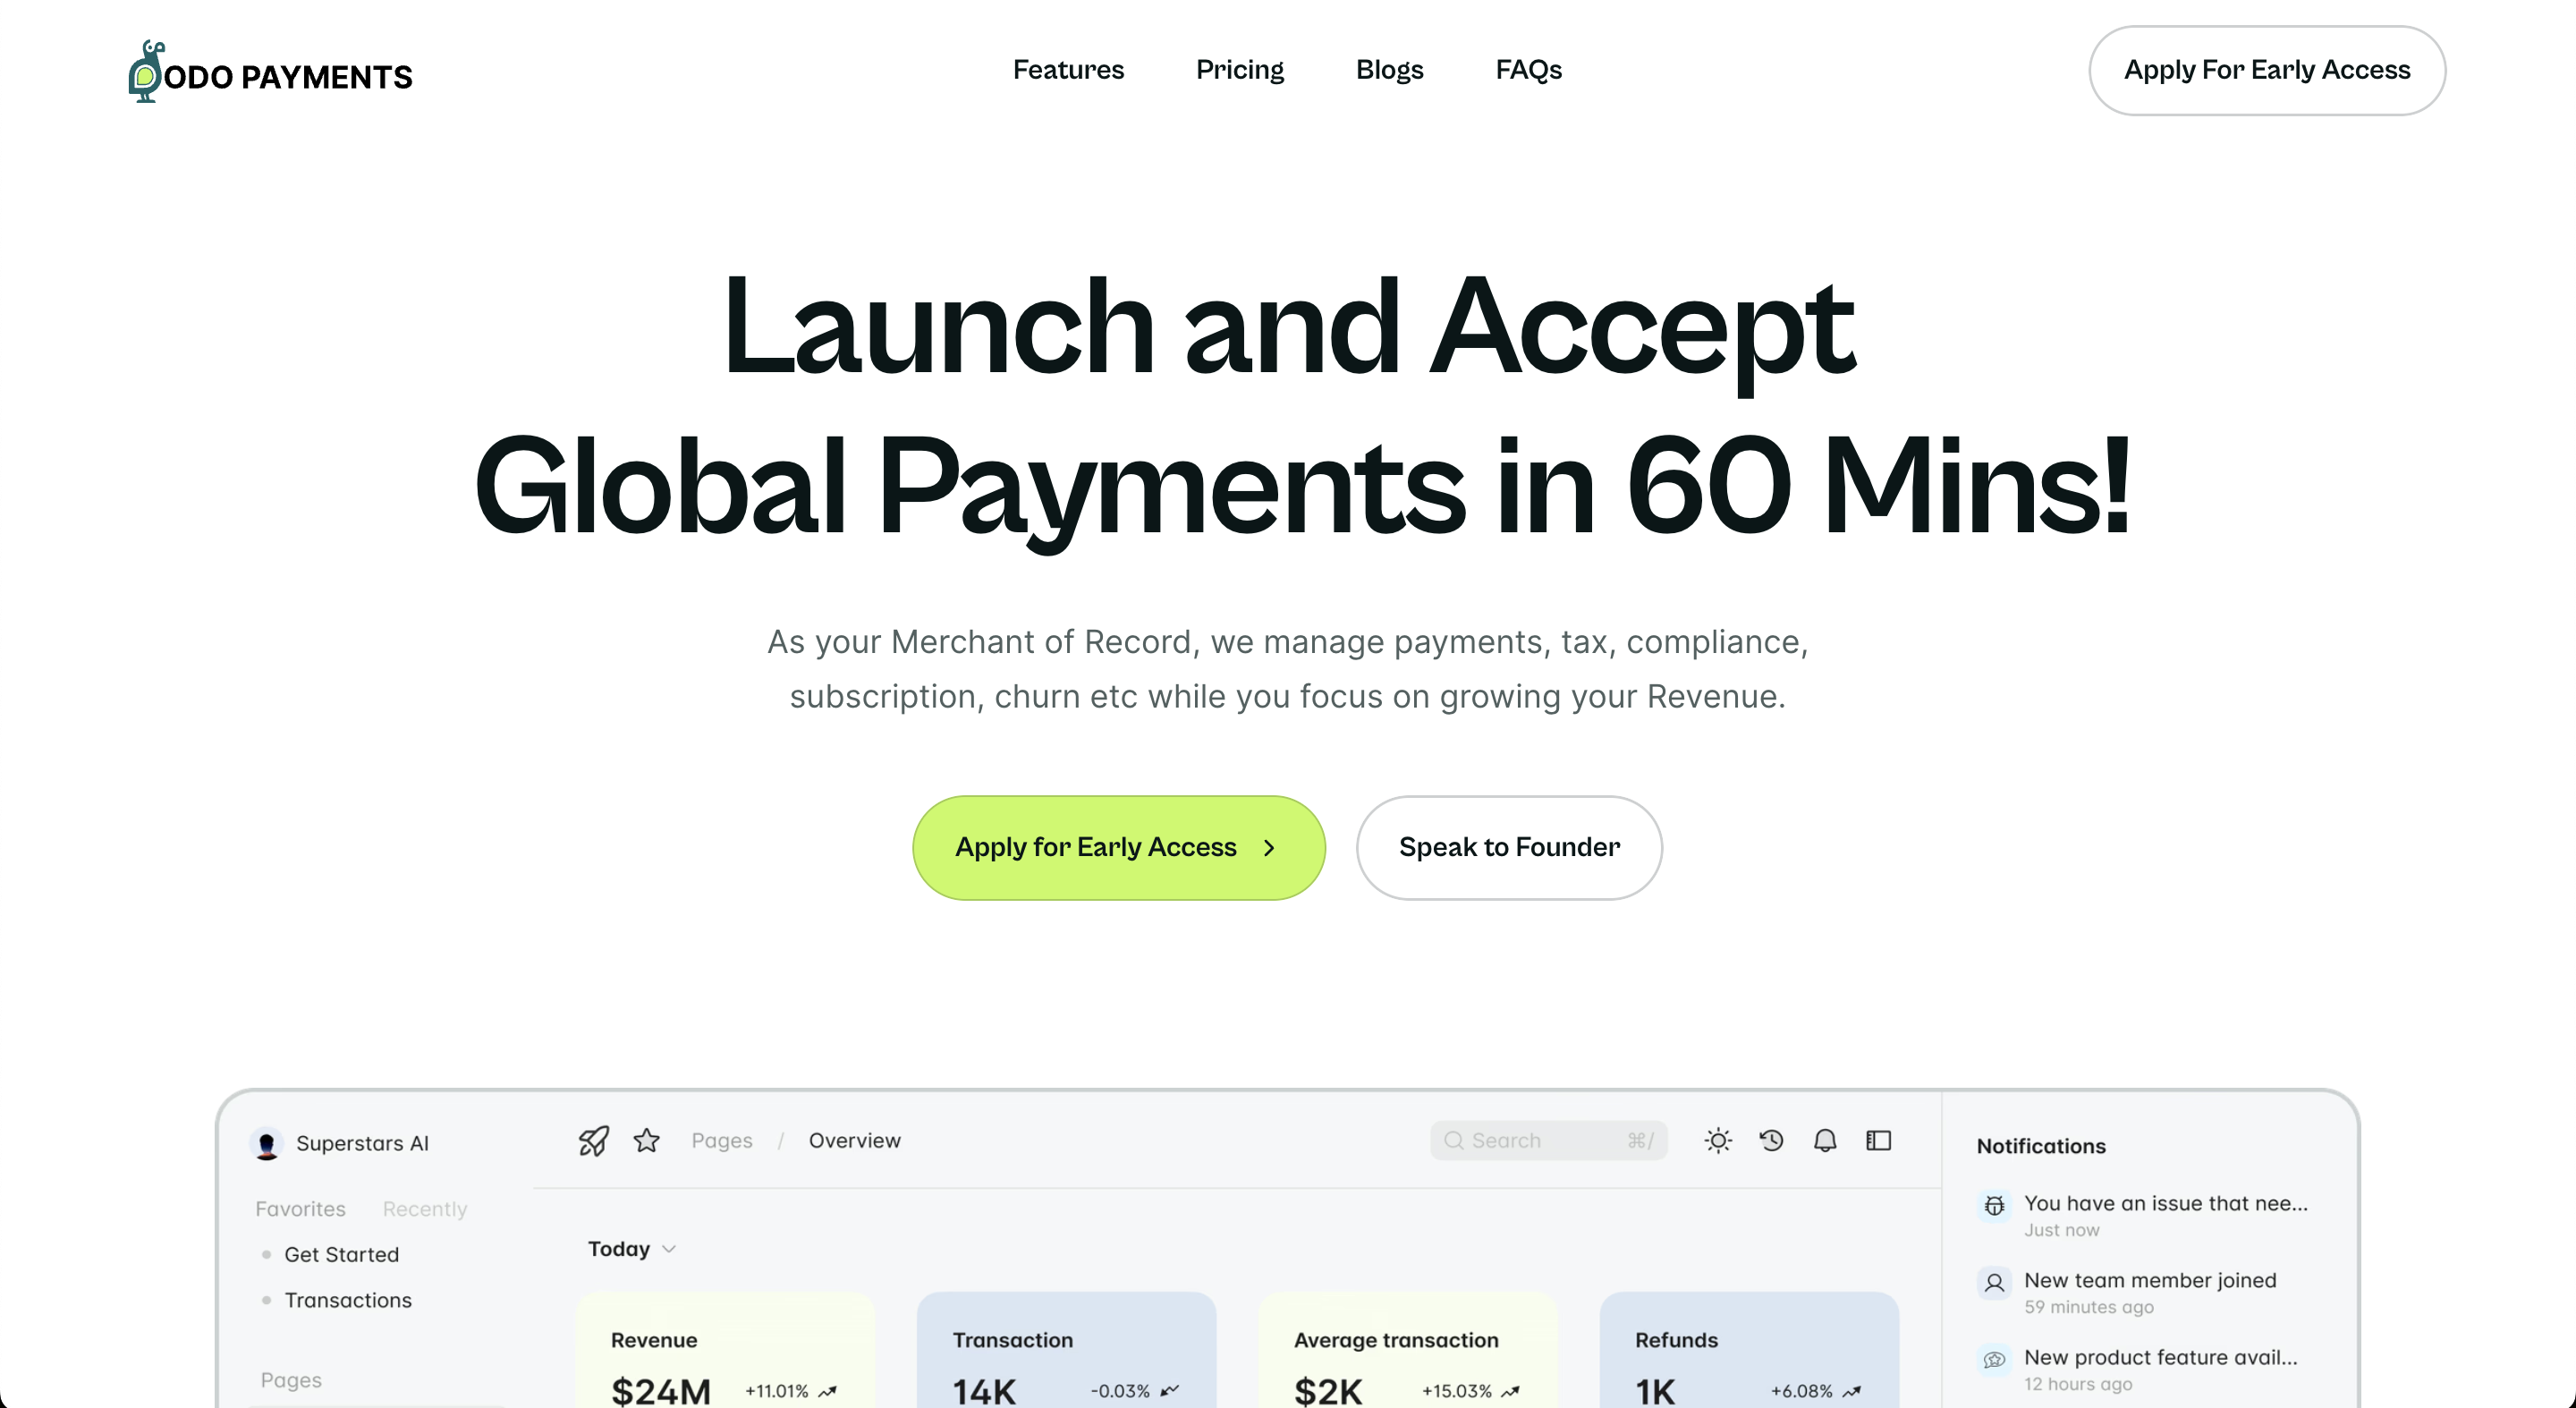 DODO PAYMENTS
Features
Pricing
Blogs
FAQs
Apply For Early Access
Launch and Accept
Global Payments in 60 Mins!
As your Merchant of Record, we manage payments, tax, compliance,
subscription, churn etc while you focus on growing your Revenue.
Apply for Early Access
Speak to Founder
Superstars AI
Favorites
Recently
Get Started
Transactions
Pages
Pages / Overview
Search ⌘/
Today
Revenue
$24M +11.01%
Transaction
14K -0.03%
Average transaction
$2K +15.03%
Refunds
1K +6.08%
Notifications
You have an issue that nee...
Just now
New team member joined
59 minutes ago
New product feature avail...
12 hours ago